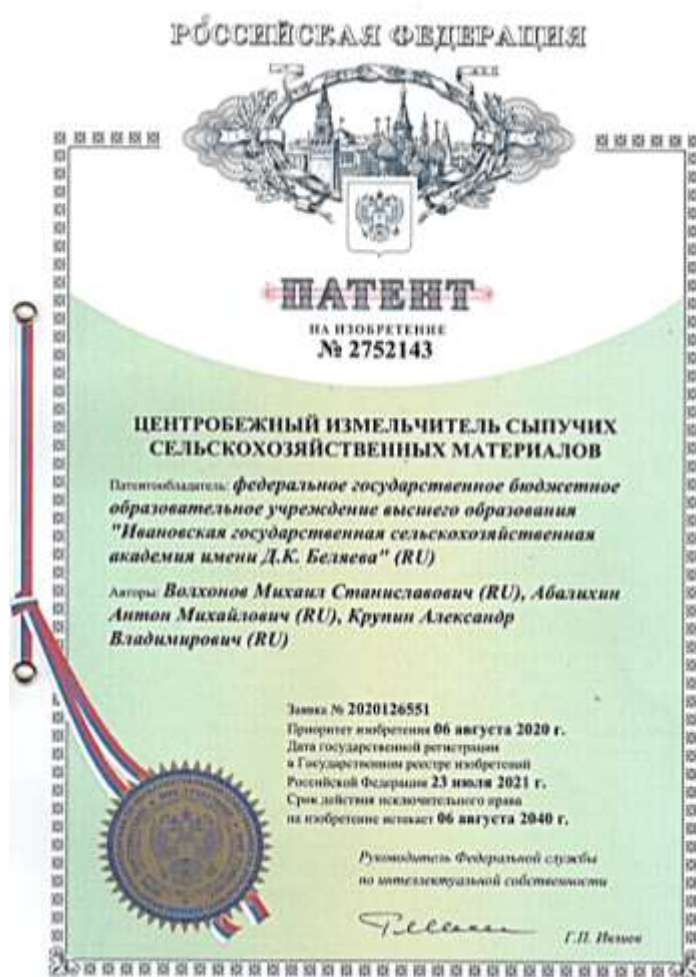 РОССИЙСКАЯ ФЕДЕРАЦИЯ
ПАТЕНТ
НА ИЗОБРЕТЕНИЕ
№ 2752143
ЦЕНТРОБЕЖНЫЙ ИЗМЕЛЬЧИТЕЛЬ СЫПУЧИХ
СЕЛЬСКОХОЗЯЙСТВЕННЫХ МАТЕРИАЛОВ
Патентообладатель: федеральное государственное бюджетное
образовательное учреждение высшего образования
"Ивановская государственная сельскохозяйственная
академия имени Д.К. Беляева" (RU)
Авторы: Волхонов Михаил Станиславович (RU), Абалихин
Антон Михайлович (RU), Крупин Александр
Владимирович (RU)
Заявка № 2020126551
Приоритет изобретения 06 августа 2020 г.
Дата государственной регистрации
в Государственном реестре изобретений
Российской Федерации 23 июля 2021 г.
Срок действия исключительного права
на изобретение истекает 06 августа 2040 г.
Руководитель Федеральной службы
по интеллектуальной собственности
Г.П. Ивлиев